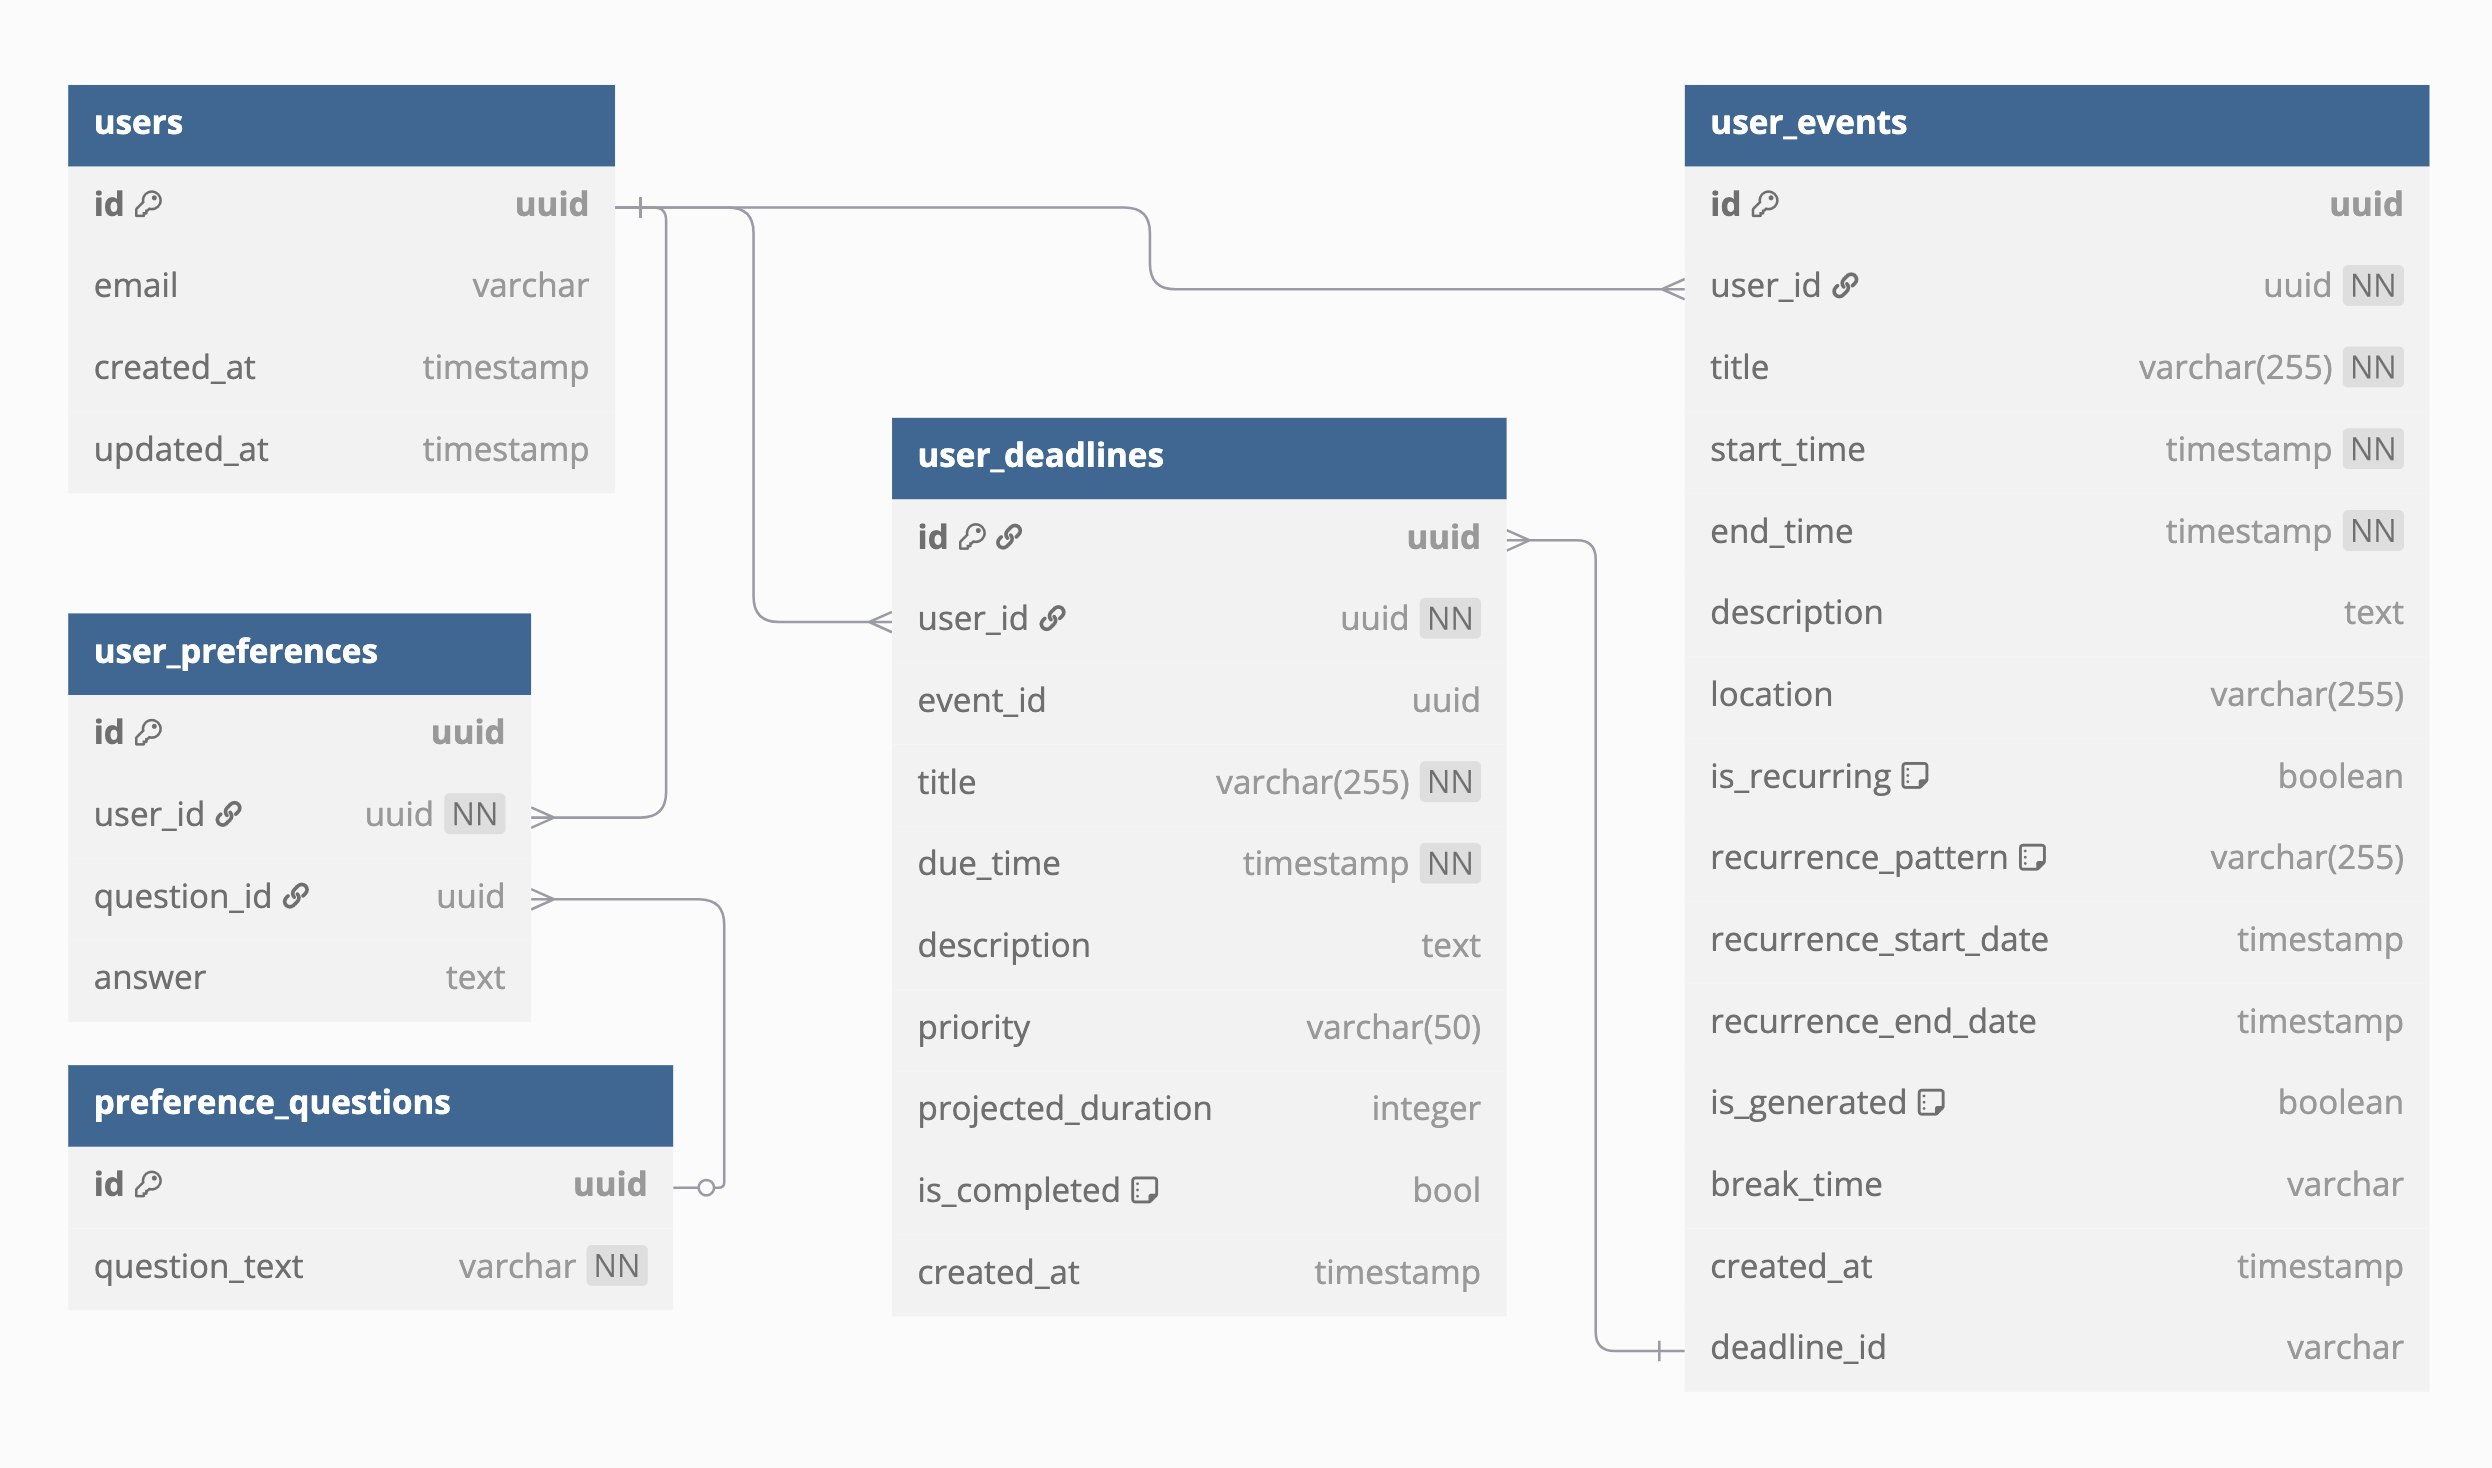 users
id uuid
email varchar
created_at timestamp
updated_at timestamp
user_preferences
id uuid
user_id uuid NN
question_id uuid
answer text
preference_questions
id uuid
question_text varchar NN
user_deadlines
id uuid
user_id uuid NN
event_id uuid
title varchar(255) NN
due_time timestamp NN
description text
priority varchar(50)
projected_duration integer
is_completed bool
created_at timestamp
user_events
id uuid
user_id uuid NN
title varchar(255) NN
start_time timestamp NN
end_time timestamp NN
description text
location varchar(255)
is_recurring boolean
recurrence_pattern varchar(255)
recurrence_start_date timestamp
recurrence_end_date timestamp
is_generated boolean
break_time varchar
created_at timestamp
deadline_id varchar